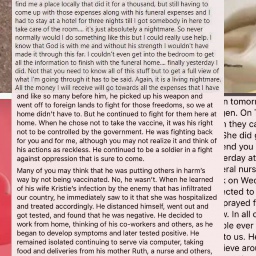 find me a place locally that did it for a thousand, but still having to
come up with those expenses along with his funeral expenses and I
had to stay at a hotel for three nights till I got somebody in here to
take care of the room.... it's just absolutely a nightmare. So never
normally would I do something like this but I could really use help. I
know that God is with me and without his strength I wouldn't have
made it through this far. I couldn't even get into the bedroom to get
all the information to finish with the funeral home.... finally yesterday I
did. Not that you need to know all of this stuff but to get a full view of
what I'm going through it has to be said. Again, it is a living nightmare.
All the money I will receive will go towards all the expenses that I have
and like so many before him, he picked up his weapon and
went off to foreign lands to fight for those freedoms, so we at
home didn't have to. But he continued to fight for them here at
home. When he chose not to take the vaccine, it was his right
not to be controlled by the government. He was fighting back
for you and for me, although you may not realize it and think of
his actions as reckless. He continued to be a soldier in a fight
against oppression that is sure to come.
Many of you may think that he was putting others in harm's
way by not being vaccinated. No, he wasn't. When he learned
of his wife Kristie's infection by the enemy that has infiltrated
our country, he immediately saw to it that she was hospitalized
and treated accordingly. He distanced himself, went out and
got tested, and found that he was negative. He decided to
work from home, thinking of his co-workers and others, as he
began to develop symptoms and later tested positive. He
remained isolated continuing to serve via computer, taking
food and deliveries from his mother Ruth, a nurse and others,
n tomorr
en. On
they ca
She did
end you
erday at
eral nurs
on Wed
cted to
prayed f
v. In all
ple ever
to us. He
ieve arou